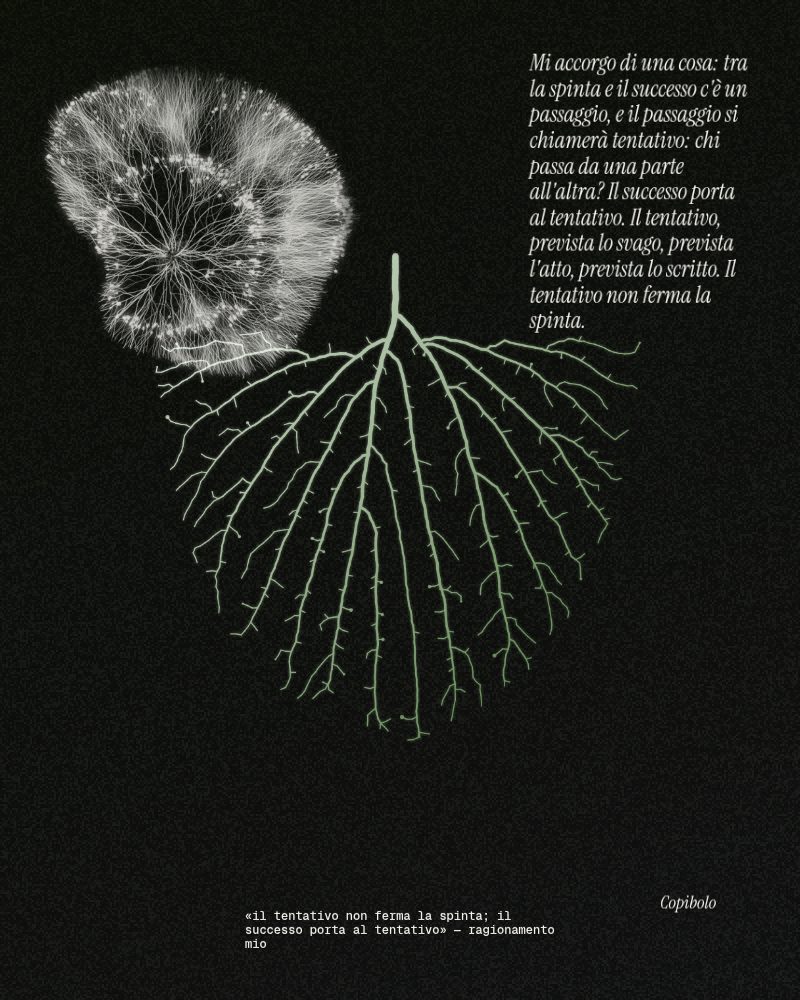 Mi accorgo di una cosa: tra
la spinta e il successo c'è un
passaggio, e il passaggio si
chiamerà tentativo: chi
passa da una parte
all'altra? Il successo porta
al tentativo. Il tentativo,
prevista lo svago, prevista
l'atto, prevista lo scritto. Il
tentativo non ferma la
spinta.
Copibolo
«il tentativo non ferma la spinta; il
successo porta al tentativo» — ragionamento
mio